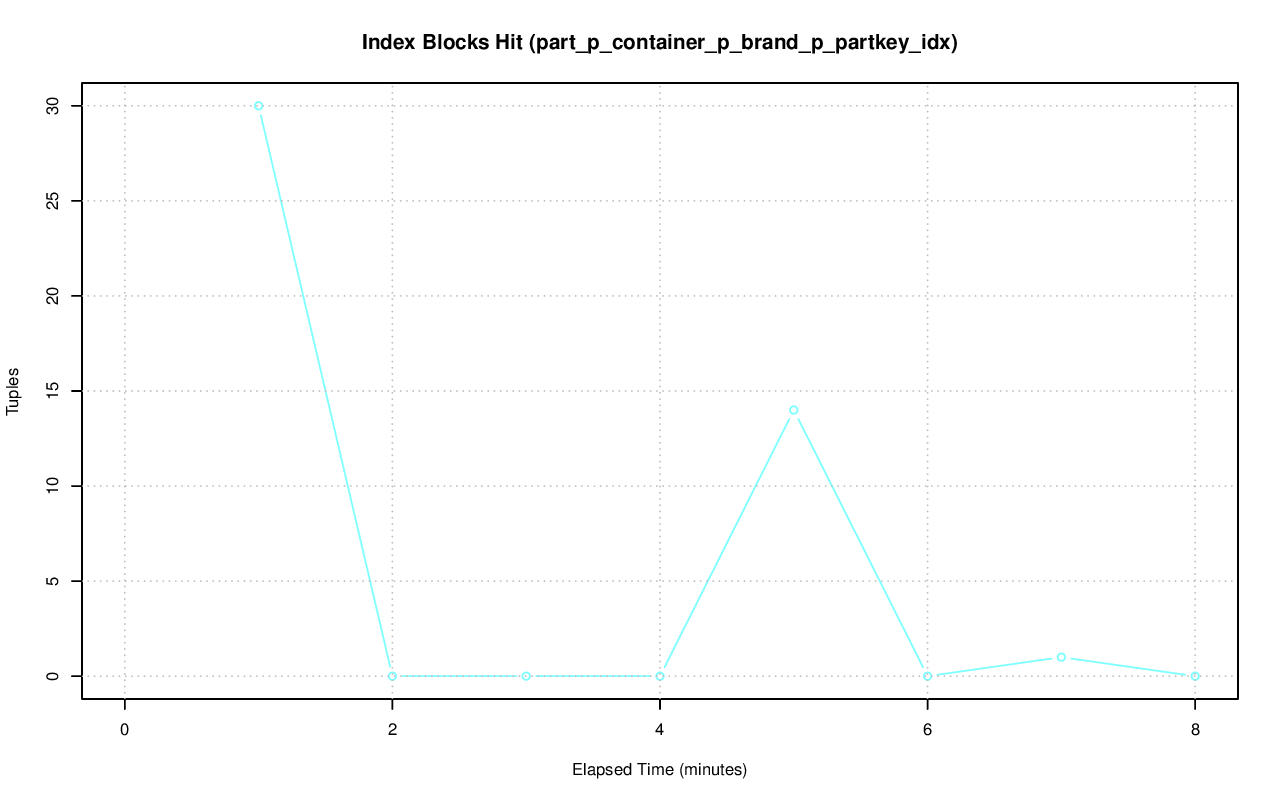 Index Blocks Hit (part_p_container_p_brand_p_partkey_idx)
30
25
20
15
10
5
0
Tuples
0 2 4 6 8
Elapsed Time (minutes)